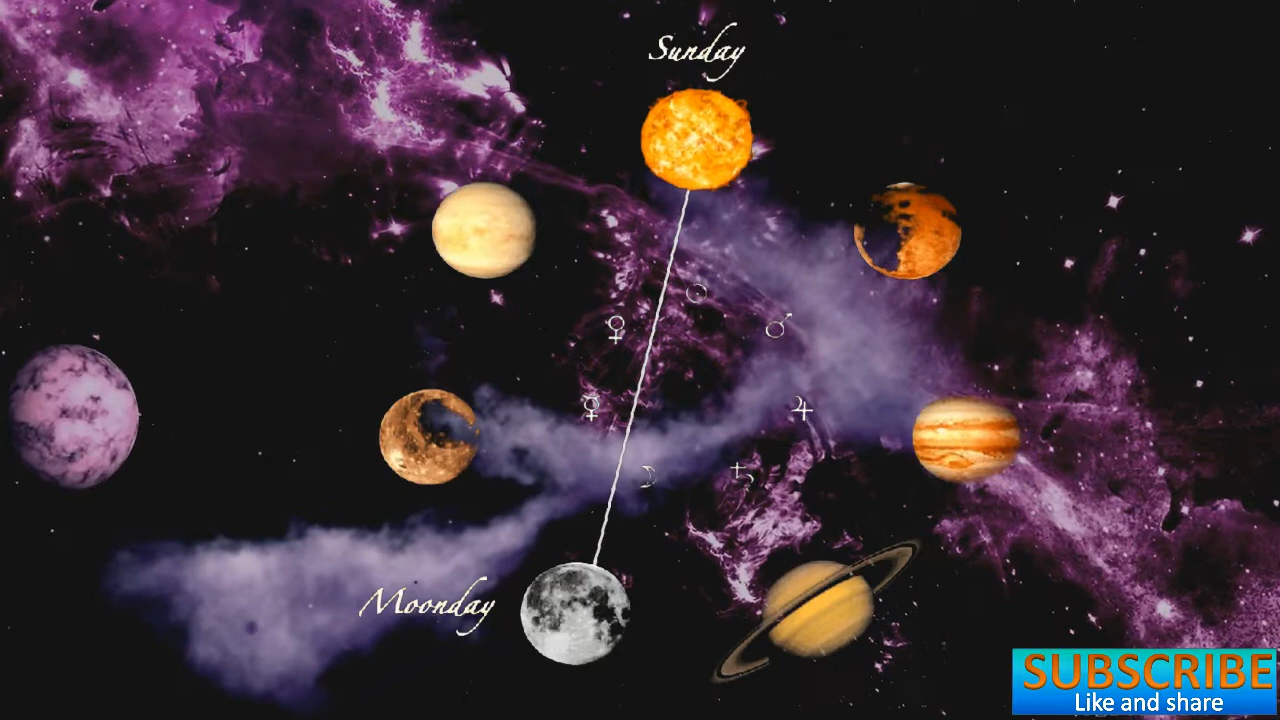 Sunday
☉
♀
♂
☿
♃
☽
♄
Moonday
SUBSCRIBE
Like and share